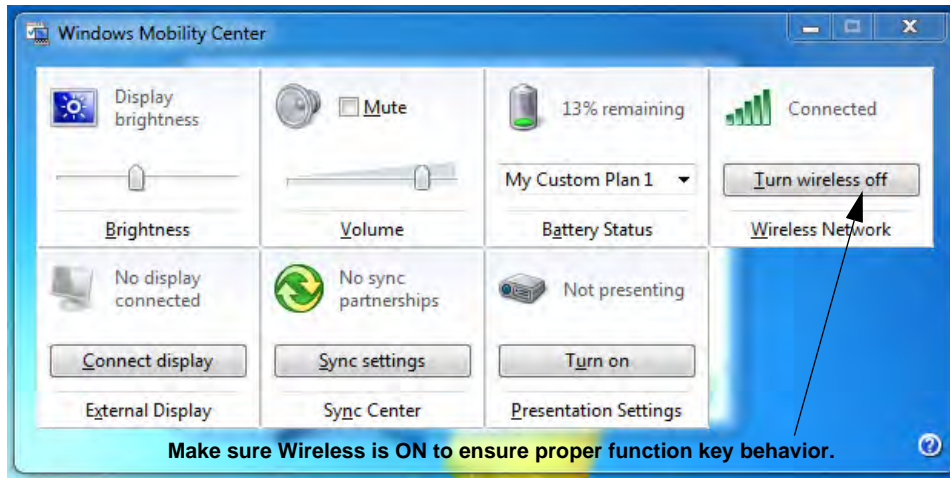 Windows Mobility Center
Display
brightness
Brightness
Mute
Volume
13% remaining
My Custom Plan 1
Battery Status
Connected
Turn wireless off
Wireless Network
No display
connected
Connect display
External Display
No sync
partnerships
Sync settings
Sync Center
Not presenting
Turn on
Presentation Settings
Make sure Wireless is ON to ensure proper function key behavior.